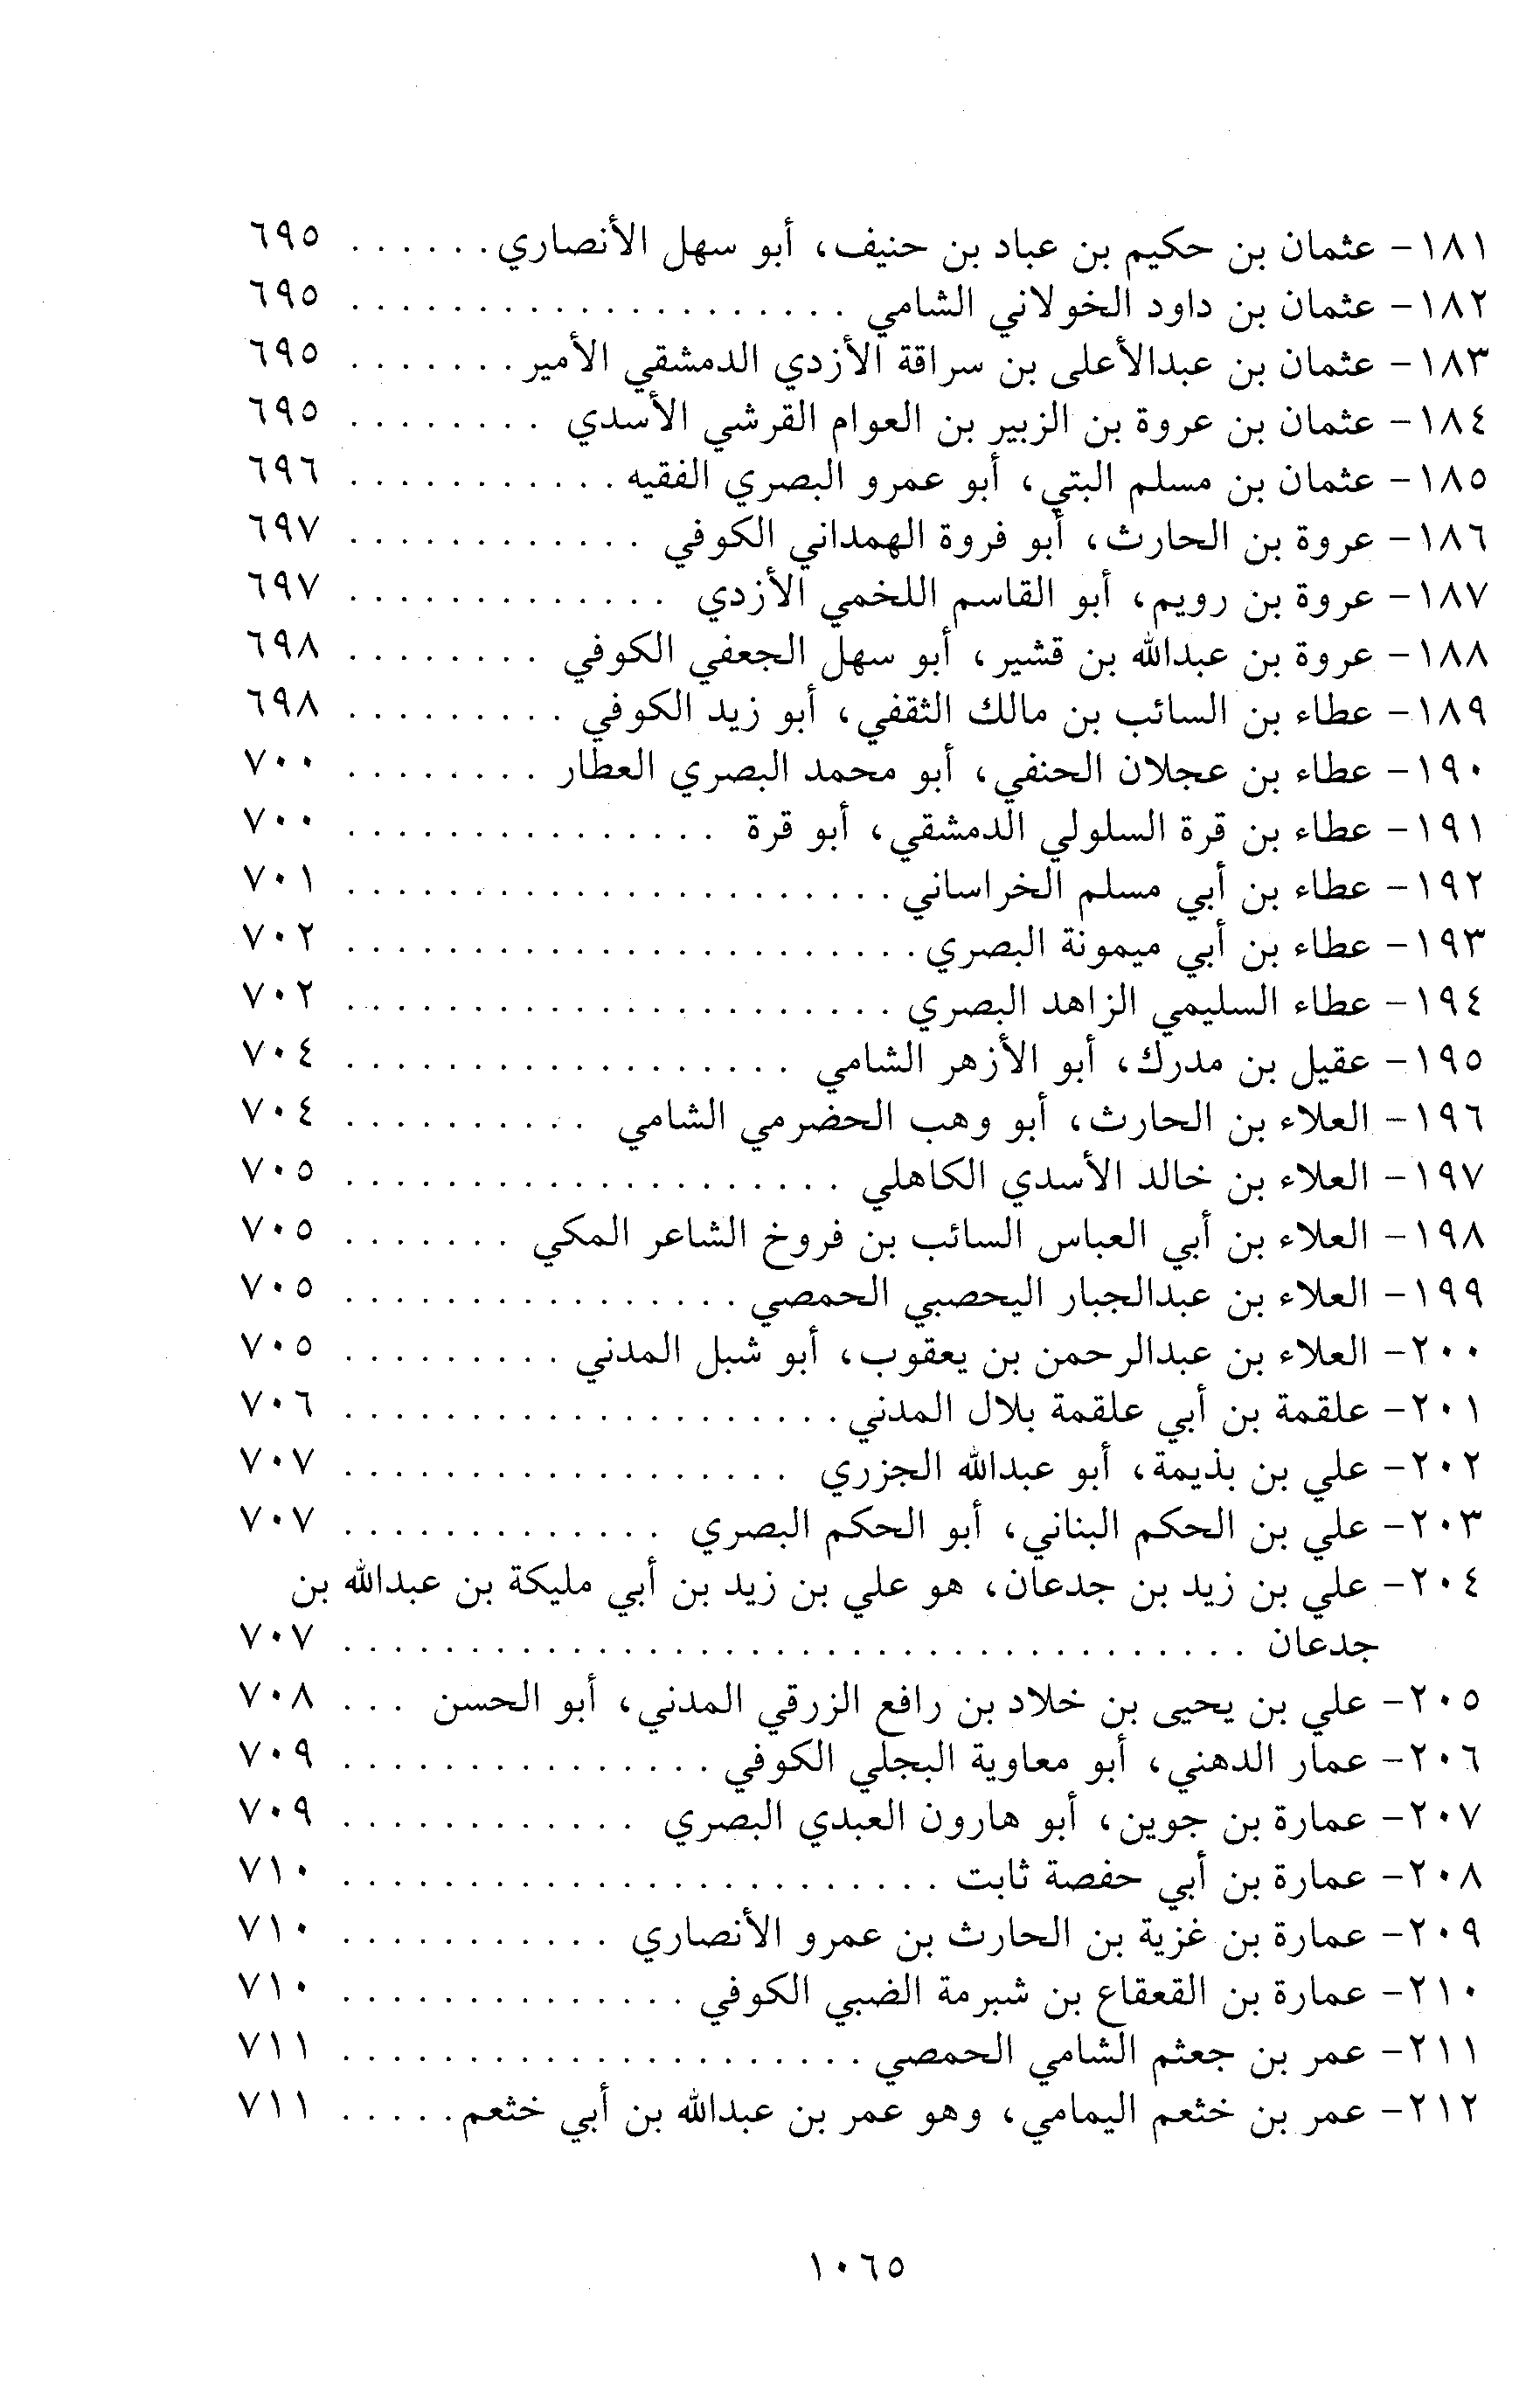 ١٨١- عثمان بن حكيم بن عباد بن حنيف، أبو سهل الأنصاري . . . . . . ٦٩٥
١٨٢- عثمان بن داود الخولاني الشامي . . . . . . . . . . . . . . . . . . . . ٦٩٥
١٨٣- عثمان بن عبدالأعلى بن سراقة الأزدي الدمشقي الأمير . . . . . . . ٦٩٥
١٨٤- عثمان بن عروة بن الزبير بن العوام القرشي الأسدي . . . . . . . . ٦٩٥
١٨٥- عثمان بن مسلم البتي، أبو عمرو البصري الفقيه . . . . . . . . . . . ٦٩٦
١٨٦- عروة بن الحارث، أبو فروة الهمداني الكوفي . . . . . . . . . . . . ٦٩٧
١٨٧- عروة بن رويم، أبو القاسم اللخمي الأزدي . . . . . . . . . . . . . ٦٩٧
١٨٨- عروة بن عبدالله بن قشير، أبو سهل الجعفي الكوفي . . . . . . . . ٦٩٨
١٨٩- عطاء بن السائب بن مالك الثقفي، أبو زيد الكوفي . . . . . . . . . ٦٩٨
١٩٠- عطاء بن عجلان الحنفي، أبو محمد البصري العطار . . . . . . . . ٧٠٠
١٩١- عطاء بن قرة السلولي الدمشقي، أبو قرة . . . . . . . . . . . . . . . ٧٠٠
١٩٢- عطاء بن أبي مسلم الخراساني . . . . . . . . . . . . . . . . . . . . . . ٧٠١
١٩٣- عطاء بن أبي ميمونة البصري . . . . . . . . . . . . . . . . . . . . . . . ٧٠٢
١٩٤- عطاء السليمي الزاهد البصري . . . . . . . . . . . . . . . . . . . . . . ٧٠٢
١٩٥- عقيل بن مدرك، أبو الأزهر الشامي . . . . . . . . . . . . . . . . . . ٧٠٤
١٩٦- العلاء بن الحارث، أبو وهب الحضرمي الشامي . . . . . . . . . . ٧٠٤
١٩٧- العلاء بن خالد الأسدي الكاهلي . . . . . . . . . . . . . . . . . . . . ٧٠٥
١٩٨- العلاء بن أبي العباس السائب بن فروخ الشاعر المكي . . . . . . . ٧٠٥
١٩٩- العلاء بن عبدالجبار اليحصبي الحمصي . . . . . . . . . . . . . . . . ٧٠٥
٢٠٠- العلاء بن عبدالرحمن بن يعقوب، أبو شبل المدني . . . . . . . . . ٧٠٥
٢٠١- علقمة بن أبي علقمة بلال المدني . . . . . . . . . . . . . . . . . . . . ٧٠٦
٢٠٢- علي بن بذيمة، أبو عبدالله الجزري . . . . . . . . . . . . . . . . . . ٧٠٧
٢٠٣- علي بن الحكم البناني، أبو الحكم البصري . . . . . . . . . . . . . ٧٠٧
٢٠٤- علي بن زيد بن جدعان، هو علي بن زيد بن أبي مليكة بن عبدالله بن
جدعان . . . . . . . . . . . . . . . . . . . . . . . . . . . . . . . . . . . . . ٧٠٧
٢٠٥- علي بن يحيى بن خلاد بن رافع الزرقي المدني، أبو الحسن . . . ٧٠٨
٢٠٦- عمار الدهني، أبو معاوية البجلي الكوفي . . . . . . . . . . . . . . . ٧٠٩
٢٠٧- عمارة بن جوين، أبو هارون العبدي البصري . . . . . . . . . . . . ٧٠٩
٢٠٨- عمارة بن أبي حفصة ثابت . . . . . . . . . . . . . . . . . . . . . . . . ٧١٠
٢٠٩- عمارة بن غزية بن الحارث بن عمرو الأنصاري . . . . . . . . . . . ٧١٠
٢١٠- عمارة بن القعقاع بن شبرمة الضبي الكوفي . . . . . . . . . . . . . . ٧١٠
٢١١- عمر بن جعثم الشامي الحمصي . . . . . . . . . . . . . . . . . . . . . ٧١١
٢١٢- عمر بن خثعم اليمامي، وهو عمر بن عبدالله بن أبي خثعم . . . . . ٧١١
١٠٦٥